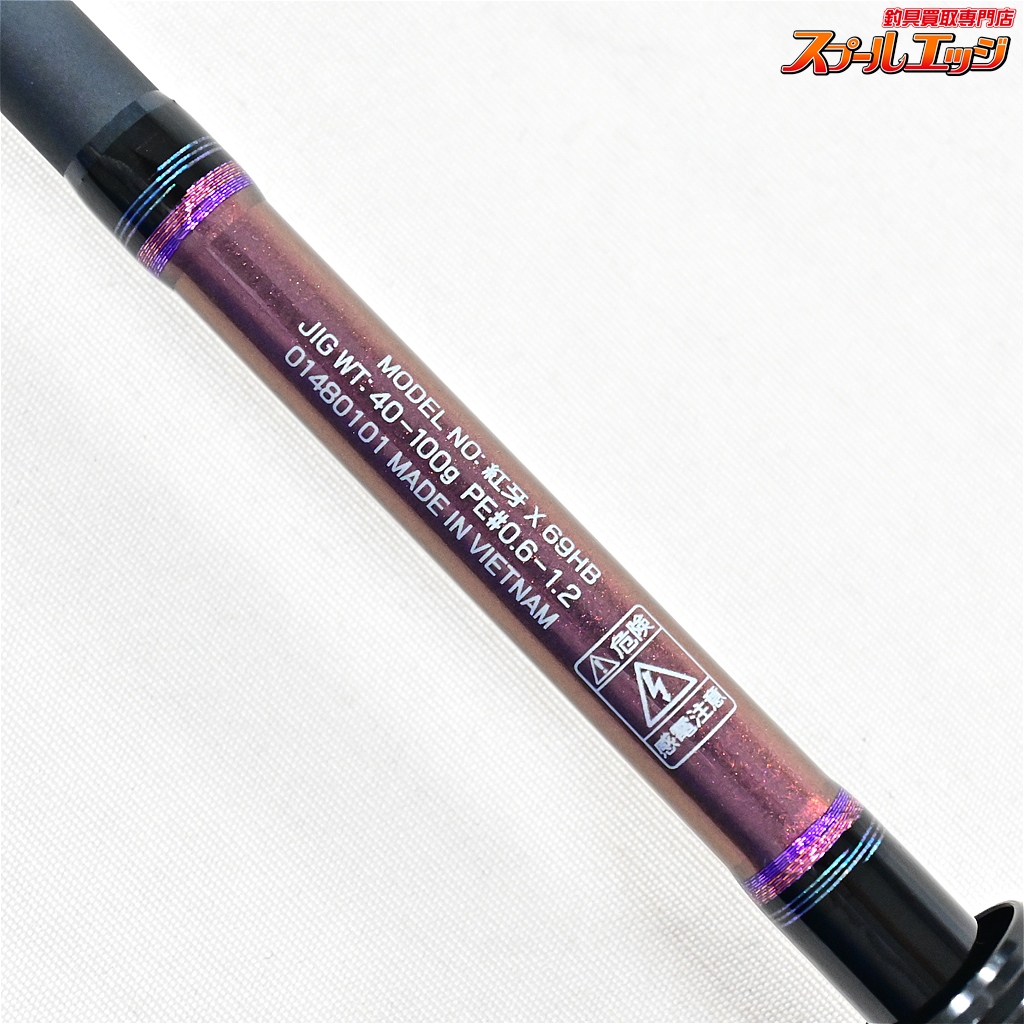 釣具買取専門店
スプールエッジ
MODEL NO: 紅牙 X 69HB
JIG WT: 40-100g PE#0.6-1.2
01480101 MADE IN VIETNAM
危険
感電注意